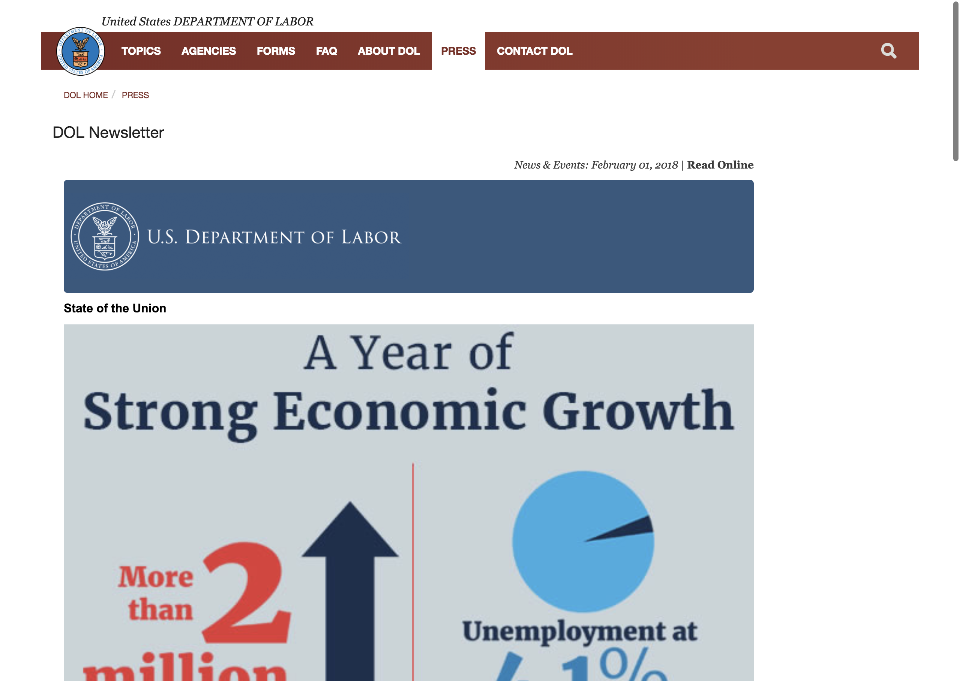 United States DEPARTMENT OF LABOR
TOPICS AGENCIES FORMS FAQ ABOUT DOL PRESS CONTACT DOL
DOL HOME / PRESS
DOL Newsletter
News & Events: February 01, 2018 | Read Online
U.S. DEPARTMENT OF LABOR
State of the Union
A Year of
Strong Economic Growth
More
than
2
million
Unemployment at
4.1%